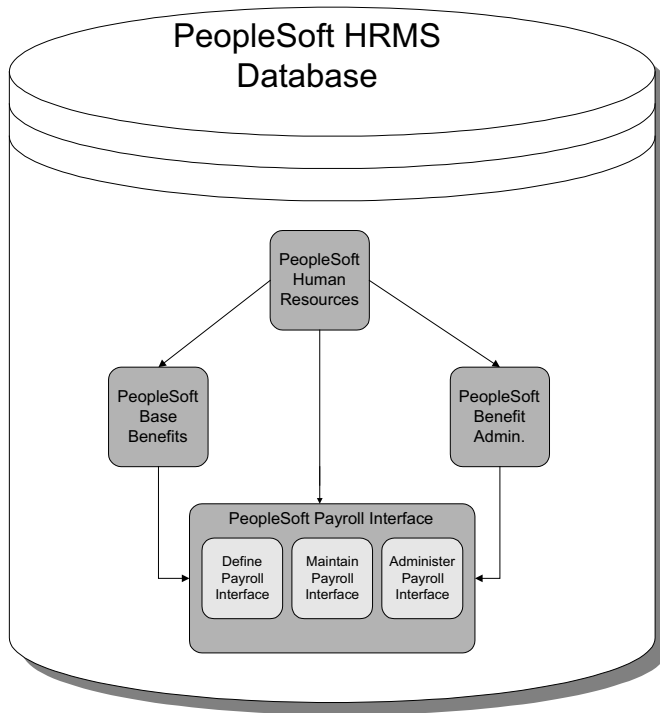 PeopleSoft HRMS
Database
PeopleSoft
Human
Resources
PeopleSoft
Base
Benefits
PeopleSoft
Benefit
Admin.
PeopleSoft Payroll Interface
Define
Payroll
Interface
Maintain
Payroll
Interface
Administer
Payroll
Interface